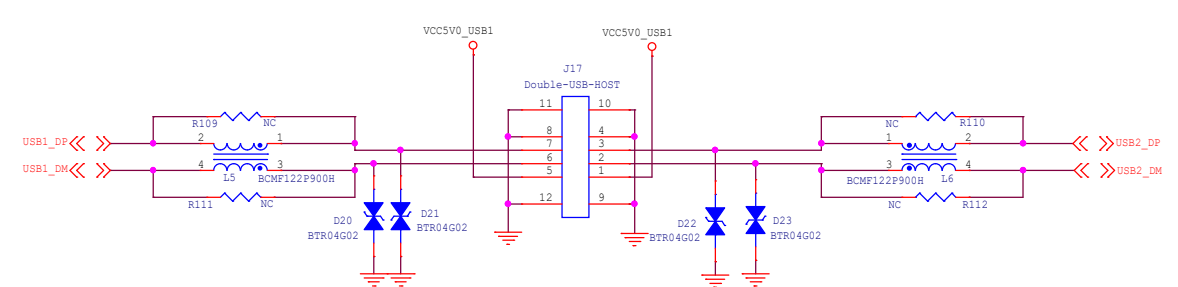 VCC5V0_USB1
VCC5V0_USB1
J17
Double-USB-HOST
11 10
R109 NC
NC R110
USB1_DP 2 1
8 4
1 2 USB2_DP
7 3
6 2
USB1_DM 4 3
L5 BCMF122P900H
5 1
3 4 USB2_DM
BCMF122P900H L6
R111 NC
12 9
NC R112
D20
BTR04G02
D21
BTR04G02
D22
BTR04G02
D23
BTR04G02